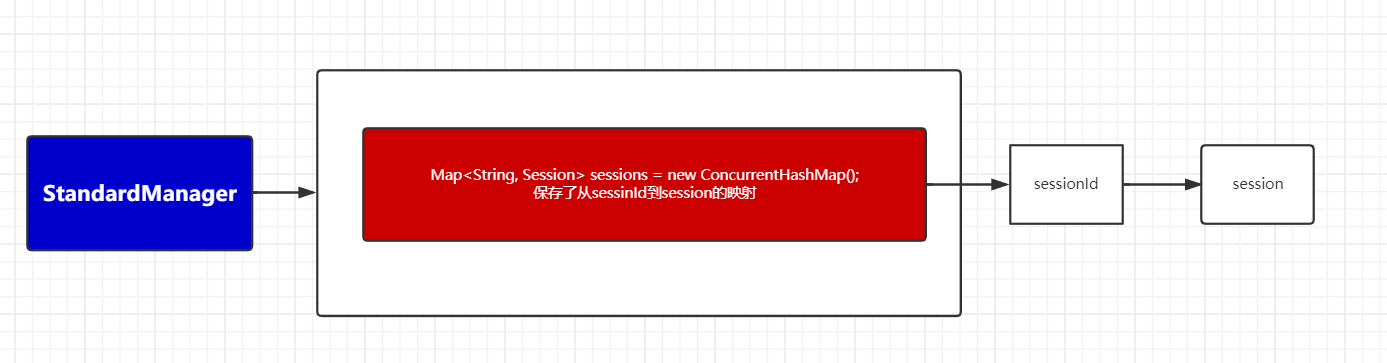 StandardManager
Map<String, Session> sessions = new ConcurrentHashMap();
保存了从sessinId到session的映射
sessionId
session